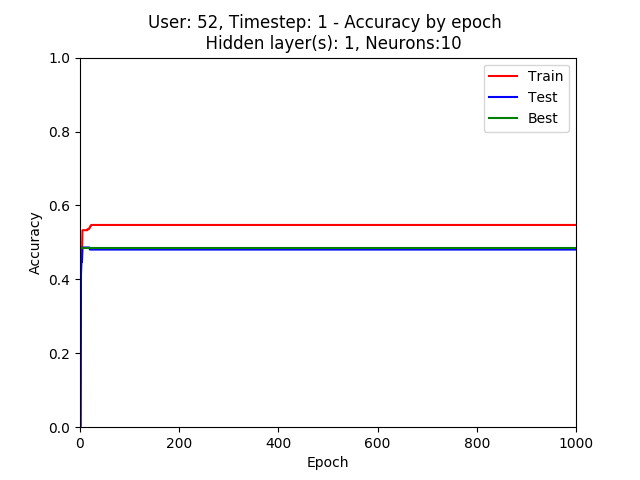 User: 52, Timestep: 1 - Accuracy by epoch
Hidden layer(s): 1, Neurons:10
Train
Test
Best
1.0
0.8
0.6
0.4
0.2
0.0
Accuracy
0 200 400 600 800 1000
Epoch